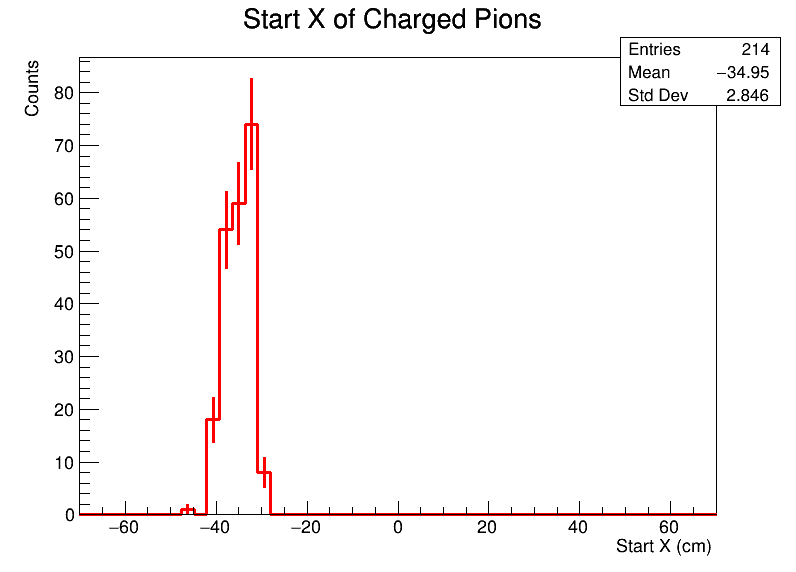 Start X of Charged Pions
Entries 214
Mean −34.95
Std Dev 2.846
Counts
80
70
60
50
40
30
20
10
0
−60 −40 −20 0 20 40 60
Start X (cm)